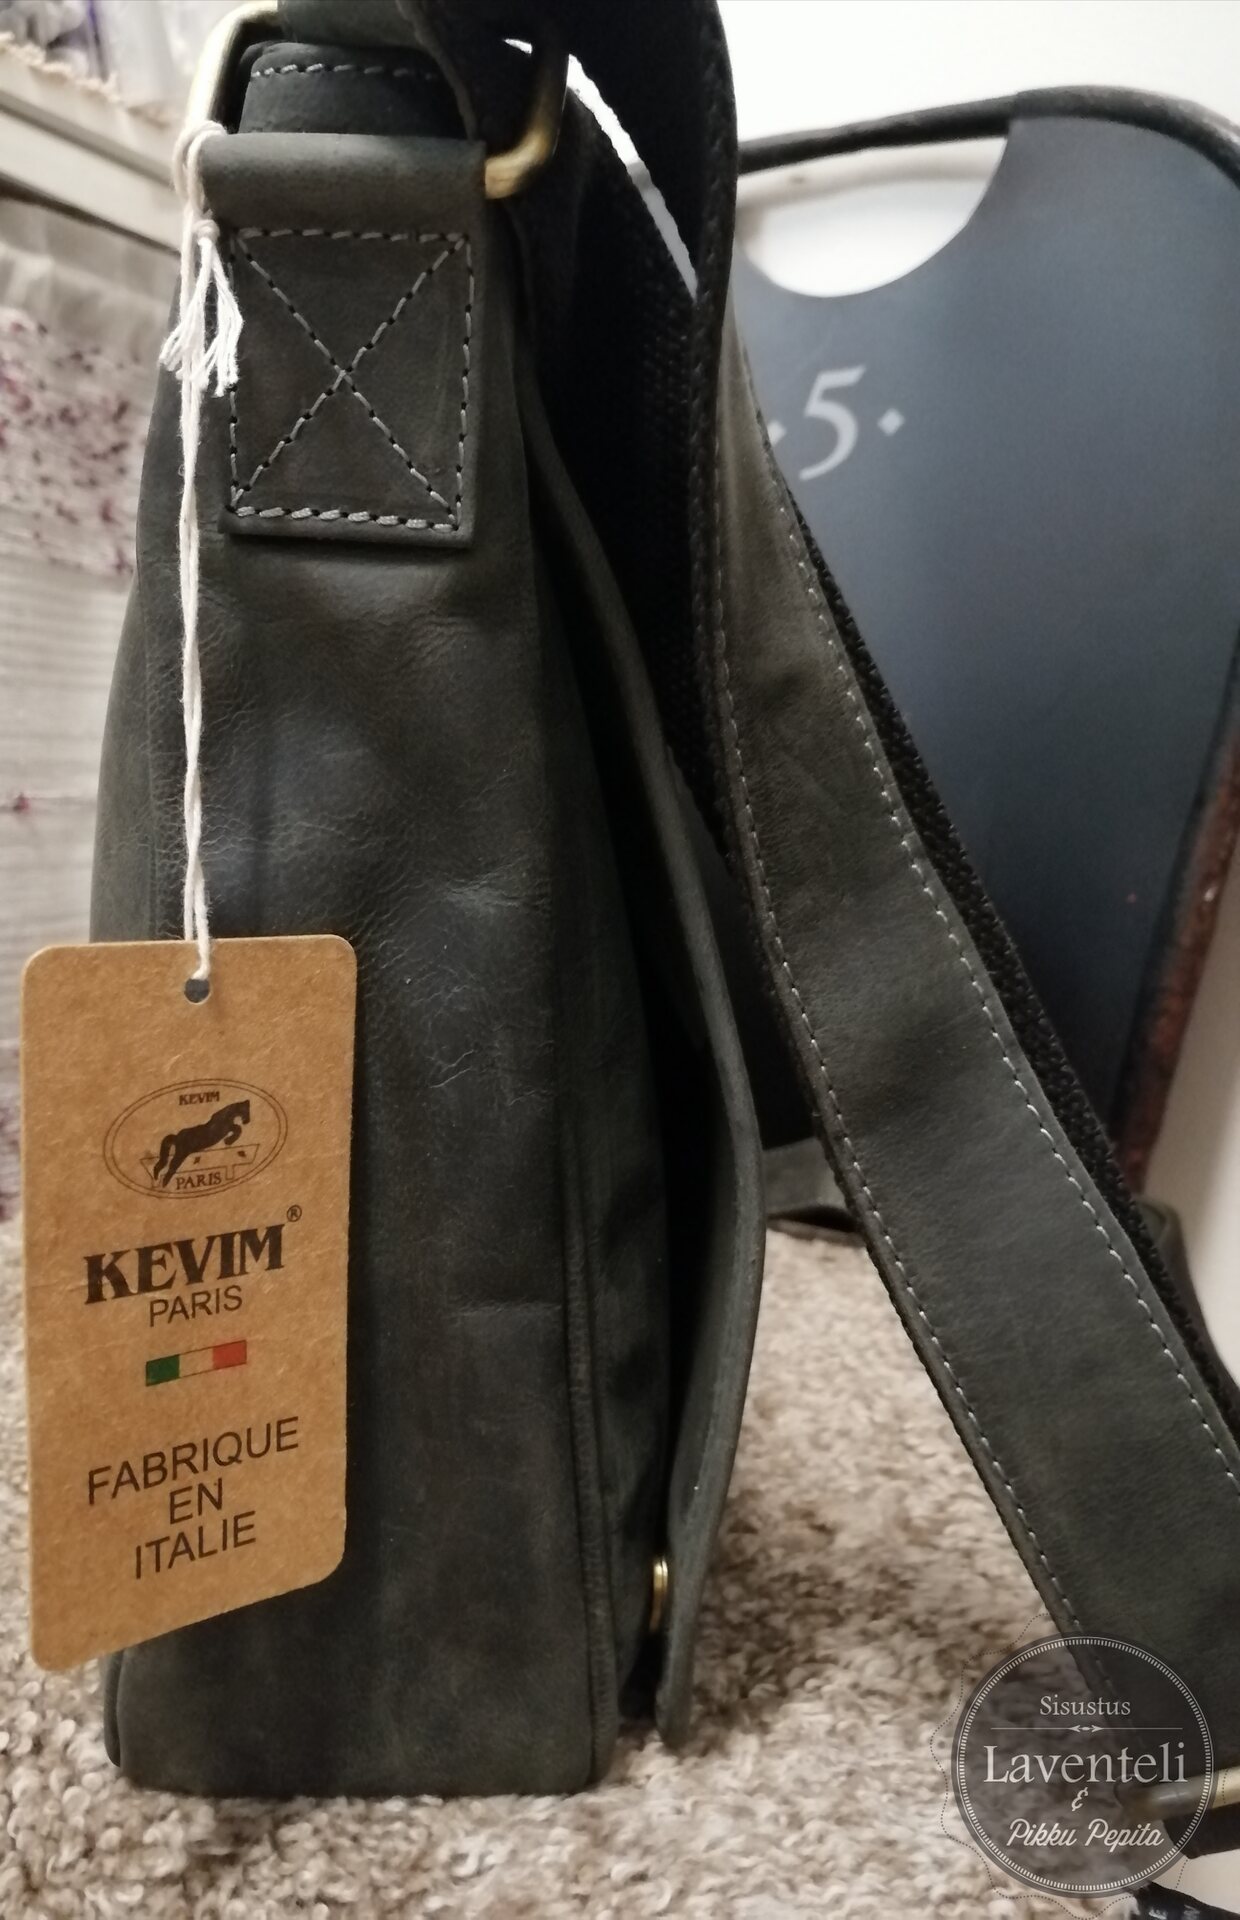 · 5 ·
KEVIM
PARIS
KEVIM®
PARIS
FABRIQUE
EN
ITALIE
Sisustus
Laventeli
&
Pikku Pepita